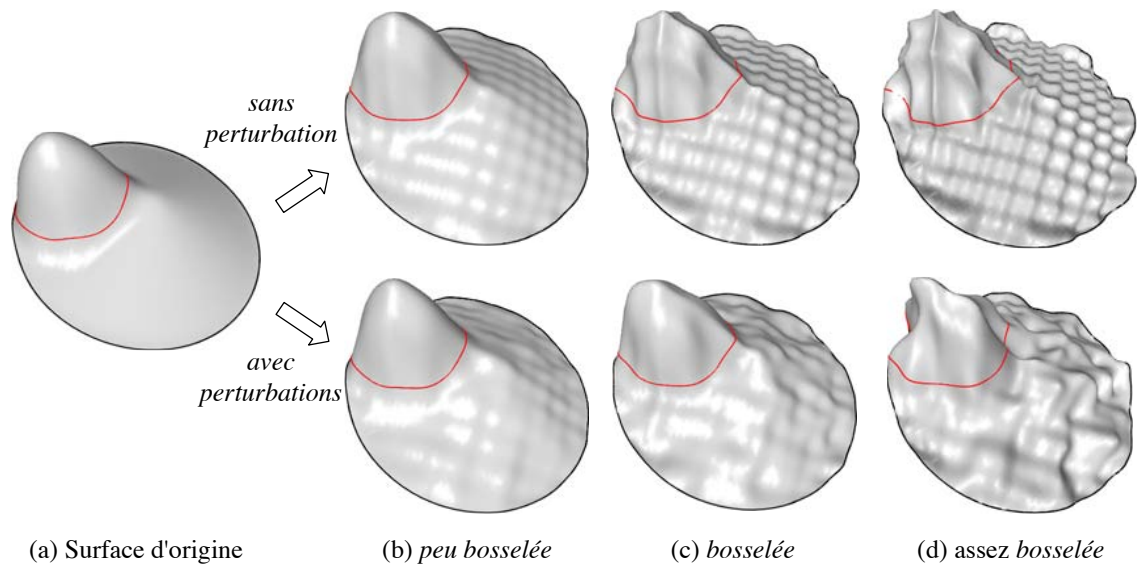 sans
perturbation
avec
perturbations
(a) Surface d'origine
(b) peu bosselée
(c) bosselée
(d) assez bosselée